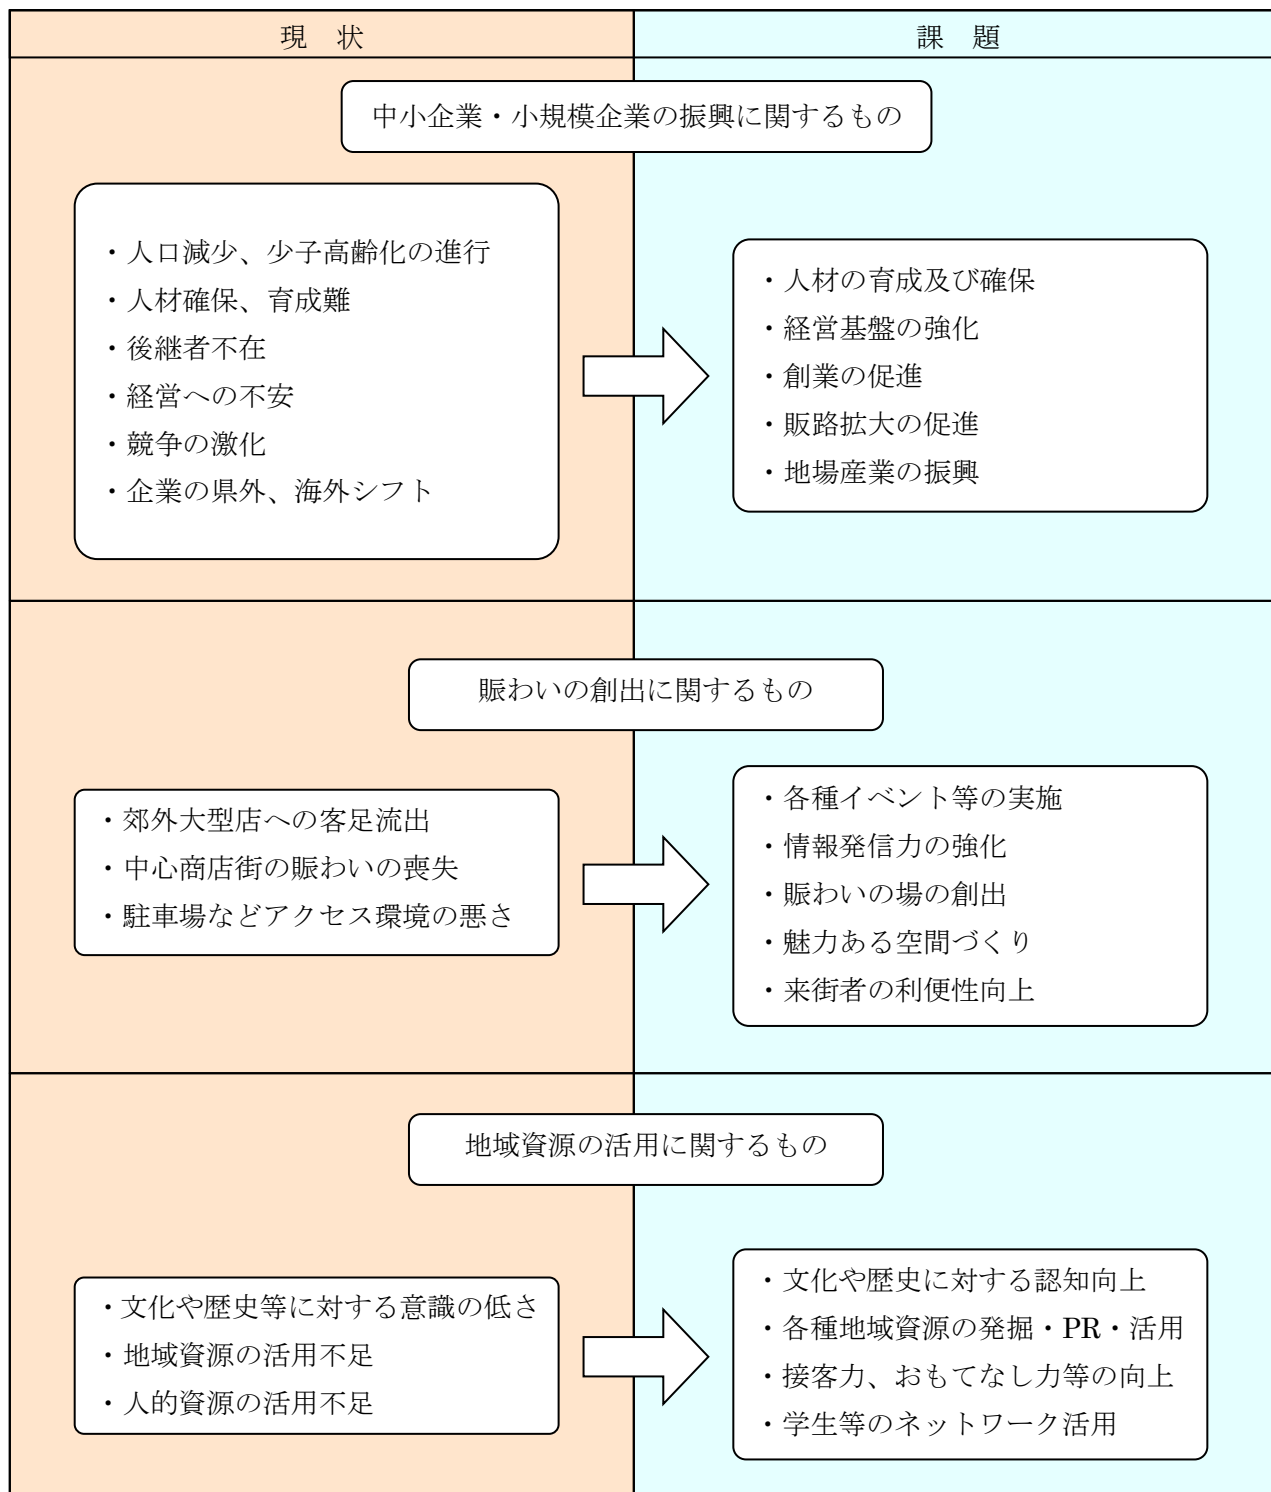 現　状
課　題
中小企業・小規模企業の振興に関するもの
・人口減少、少子高齢化の進行
・人材確保、育成難
・後継者不在
・経営への不安
・競争の激化
・企業の県外、海外シフト
・人材の育成及び確保
・経営基盤の強化
・創業の促進
・販路拡大の促進
・地場産業の振興
賑わいの創出に関するもの
・郊外大型店への客足流出
・中心商店街の賑わいの喪失
・駐車場などアクセス環境の悪さ
・各種イベント等の実施
・情報発信力の強化
・賑わいの場の創出
・魅力ある空間づくり
・来街者の利便性向上
地域資源の活用に関するもの
・文化や歴史等に対する意識の低さ
・地域資源の活用不足
・人的資源の活用不足
・文化や歴史に対する認知向上
・各種地域資源の発掘・PR・活用
・接客力、おもてなし力等の向上
・学生等のネットワーク活用